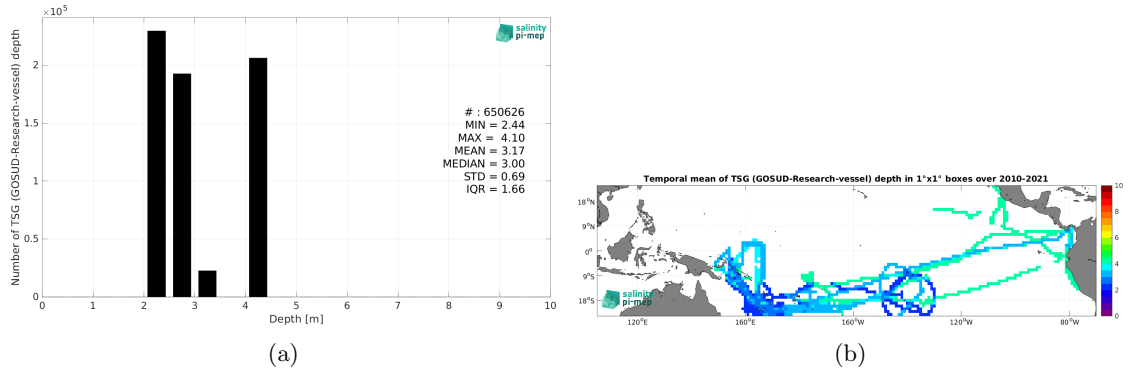 ×10⁵
Number of TSG (GOSUD-Research-vessel) depth
2
1.5
1
0.5
0
salinity
pi-mep
# : 650626
MIN = 2.44
MAX = 4.10
MEAN = 3.17
MEDIAN = 3.00
STD = 0.69
IQR = 1.66
0 1 2 3 4 5 6 7 8 9 10
Depth [m]
(a)
Temporal mean of TSG (GOSUD-Research-vessel) depth in 1°x1° boxes over 2010-2021
18°N
9°N
0°
9°S
18°S
salinity
pi-mep
120°E 160°E 160°W 120°W 80°W
10
8
6
4
2
0
(b)